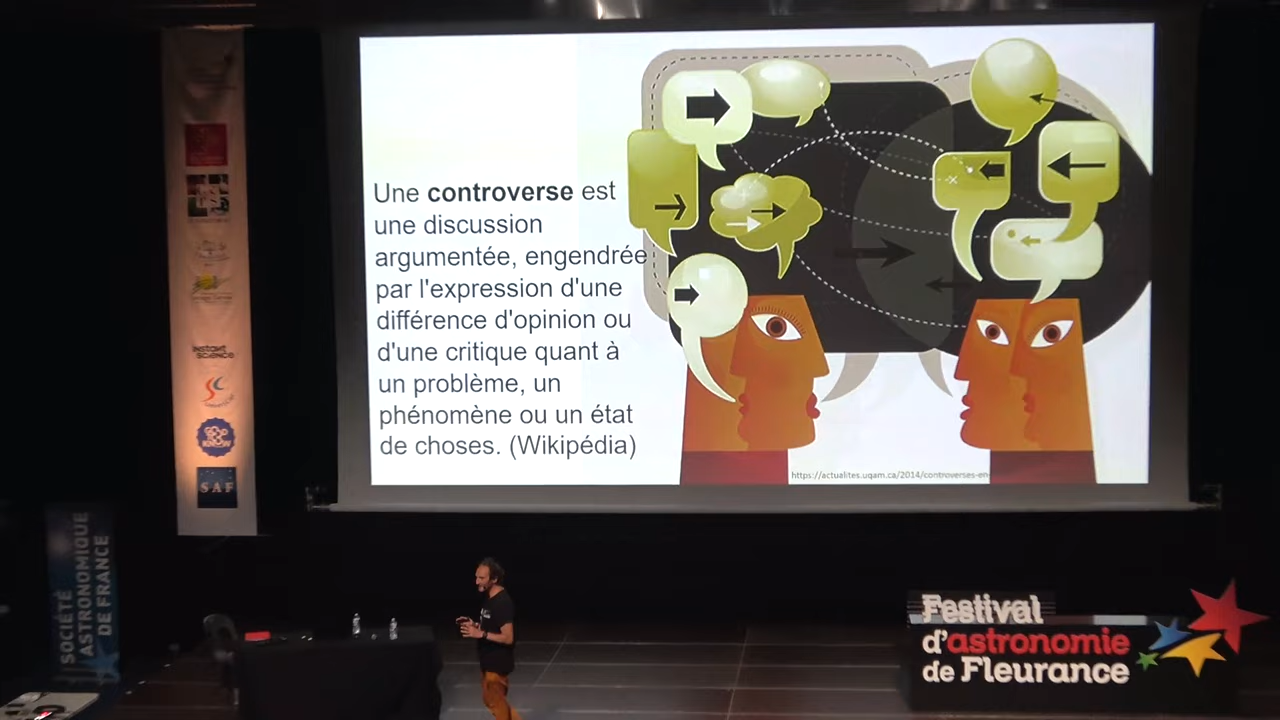 Une controverse est
une discussion
argumentée, engendrée
par l'expression d'une
différence d'opinion ou
d'une critique quant à
un problème, un
phénomène ou un état
de choses. (Wikipédia)
https://actualites.uqam.ca/2014/controverses-en
INSTANT
SCIENCE
SAF
SOCIÉTÉ
ASTRONOMIQUE
DE FRANCE
Festival
d'astronomie
de Fleurance